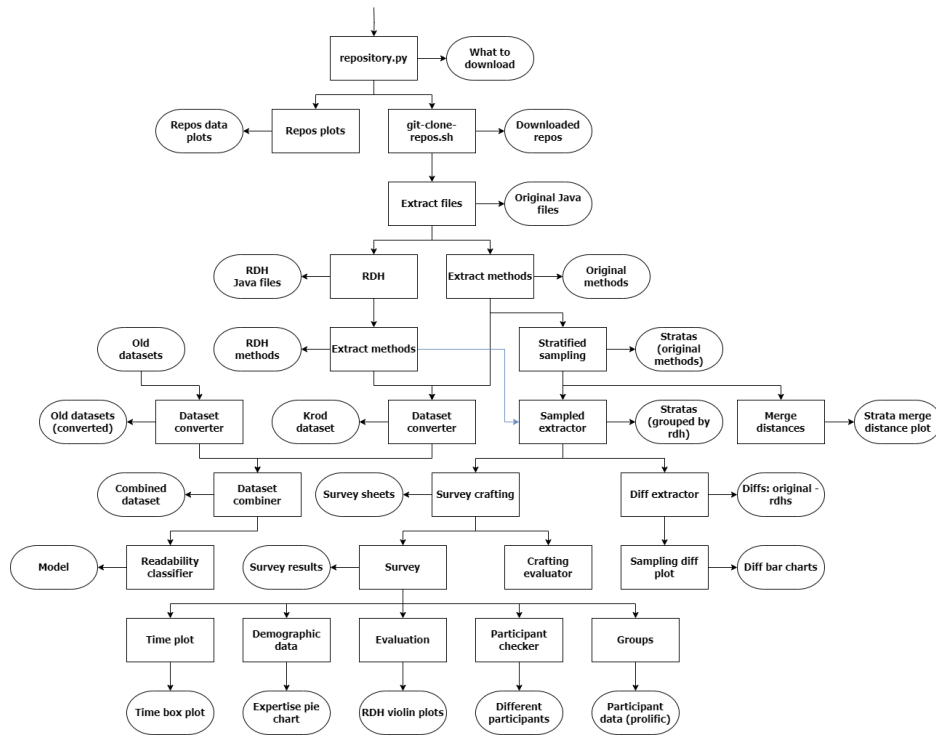 repository.py
What to
download
Repos data
plots
Repos plots
git-clone-
repos.sh
Downloaded
repos
Extract files
Original Java
files
RDH
Java files
RDH
Extract methods
Original
methods
Old
datasets
RDH
methods
Extract methods
Stratified
sampling
Stratas
(original
methods)
Old datasets
(converted)
Dataset
converter
Krod
dataset
Dataset
converter
Sampled
extractor
Stratas
(grouped by
rdh)
Merge
distances
Strata merge
distance plot
Combined
dataset
Dataset
combiner
Survey sheets
Survey crafting
Diff extractor
Diffs: original -
rdhs
Model
Readability
classifier
Survey results
Survey
Crafting
evaluator
Sampling diff
plot
Diff bar charts
Time plot
Demographic
data
Evaluation
Participant
checker
Groups
Time box plot
Expertise pie
chart
RDH violin plots
Different
participants
Participant
data (prolific)